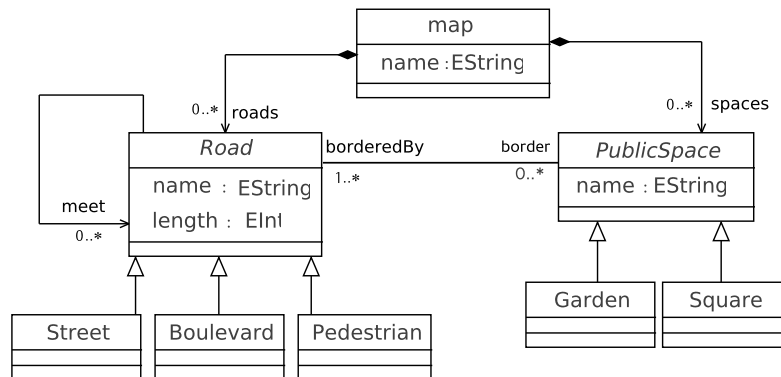 map
name :EString
0..* roads
0..* spaces
Road
borderedBy
border
PublicSpace
name : EString
1..*
0..*
name : EString
meet
length : EInt
0..*
Garden
Square
Street
Boulevard
Pedestrian